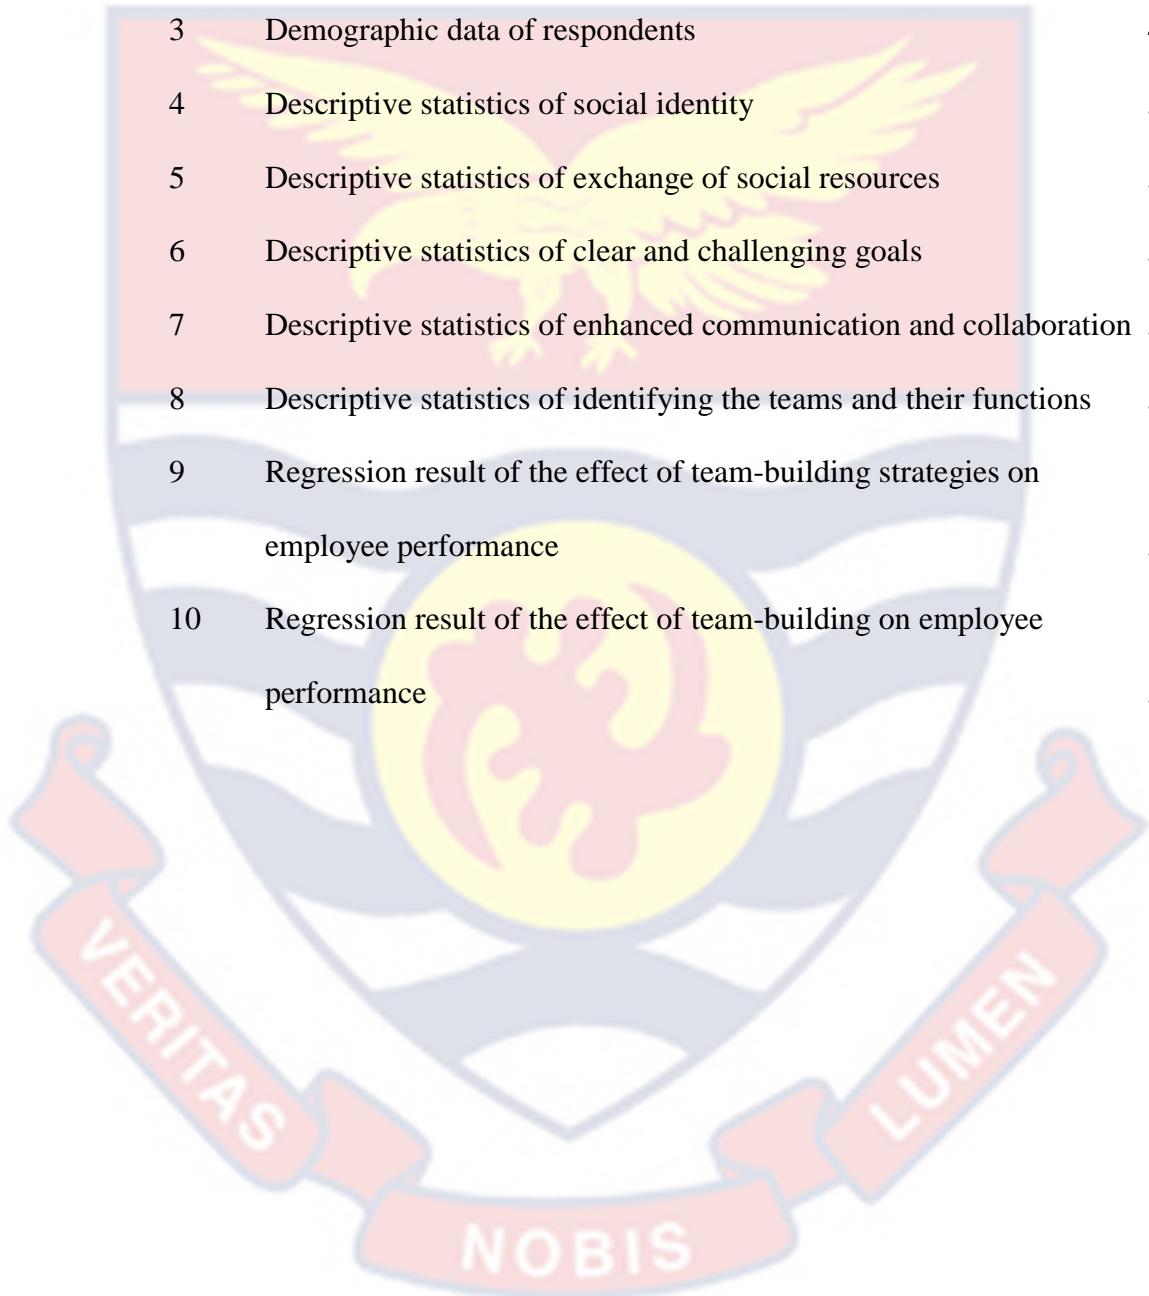 3 Demographic data of respondents
4 Descriptive statistics of social identity
5 Descriptive statistics of exchange of social resources
6 Descriptive statistics of clear and challenging goals
7 Descriptive statistics of enhanced communication and collaboration
8 Descriptive statistics of identifying the teams and their functions
9 Regression result of the effect of team-building strategies on
employee performance
10 Regression result of the effect of team-building on employee
performance
VERITAS
NOBIS
LUMEN